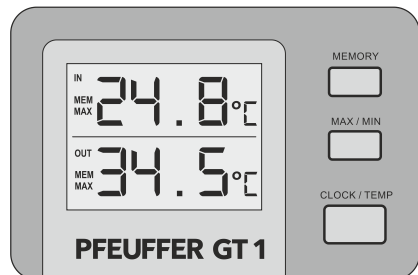 IN
MEM
MAX
24.8°C
OUT
MEM
MAX
34.5°C
PFEUFFER GT 1
MEMORY
MAX / MIN
CLOCK / TEMP